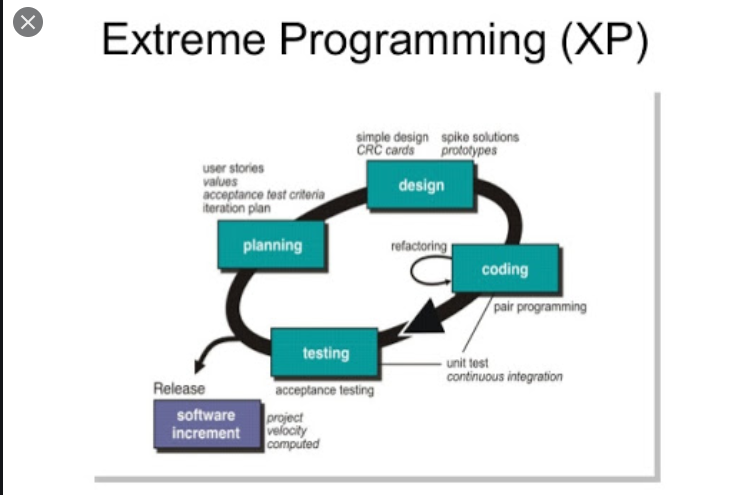 Extreme Programming (XP)
simple design spike solutions
CRC cards prototypes
user stories
values
acceptance test criteria
iteration plan
design
planning
refactoring
coding
pair programming
testing
unit test
continuous integration
Release
acceptance testing
software
increment
project
velocity
computed